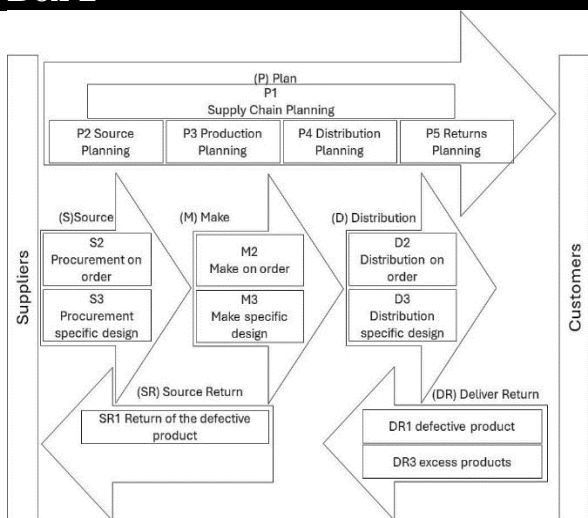 (P) Plan
P1
Supply Chain Planning
P2 Source
Planning
P3 Production
Planning
P4 Distribution
Planning
P5 Returns
Planning
Suppliers
Customers
(S)Source
S2
Procurement on
order
S3
Procurement
specific design
(M) Make
M2
Make on order
M3
Make specific
design
(D) Distribution
D2
Distribution on
order
D3
Distribution
specific design
(SR) Source Return
SR1 Return of the defective
product
(DR) Deliver Return
DR1 defective product
DR3 excess products